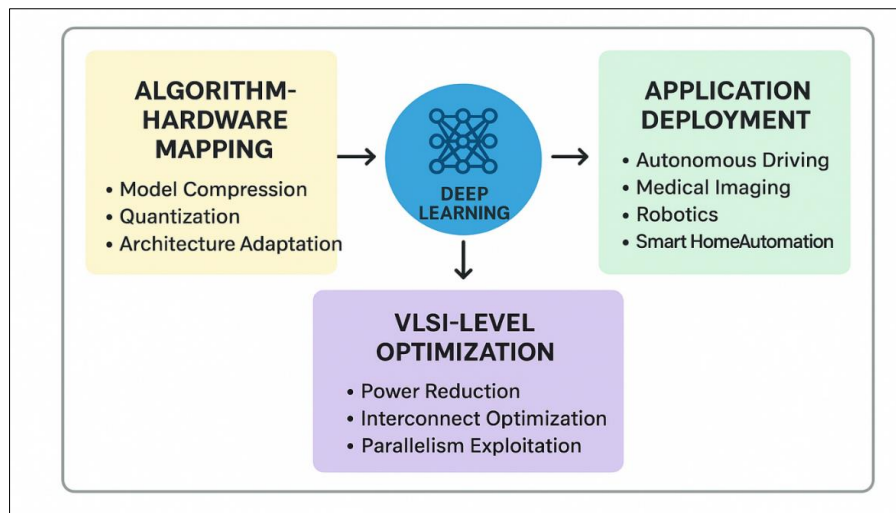 ALGORITHM-
HARDWARE
MAPPING
• Model Compression
• Quantization
• Architecture Adaptation
DEEP
LEARNING
APPLICATION
DEPLOYMENT
• Autonomous Driving
• Medical Imaging
• Robotics
• Smart HomeAutomation
VLSI-LEVEL
OPTIMIZATION
• Power Reduction
• Interconnect Optimization
• Parallelism Exploitation